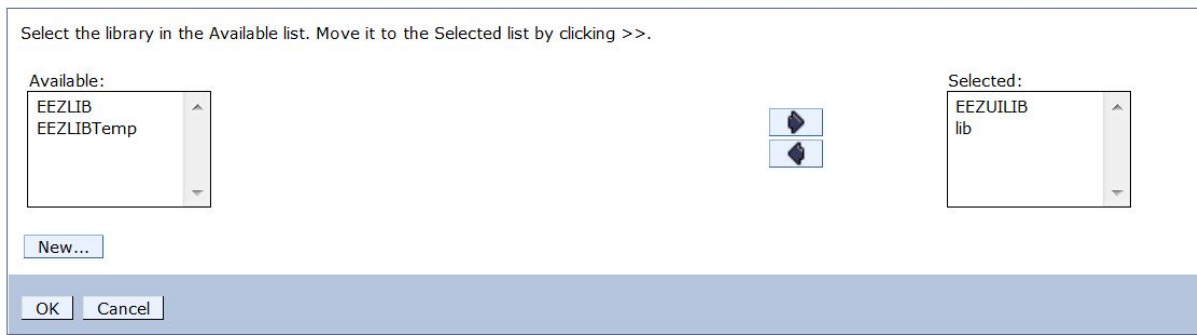 Select the library in the Available list. Move it to the Selected list by clicking >>.
Available:
EEZLIB
EEZLIBTemp
Selected:
EEZUILIB
lib
New...
OK
Cancel